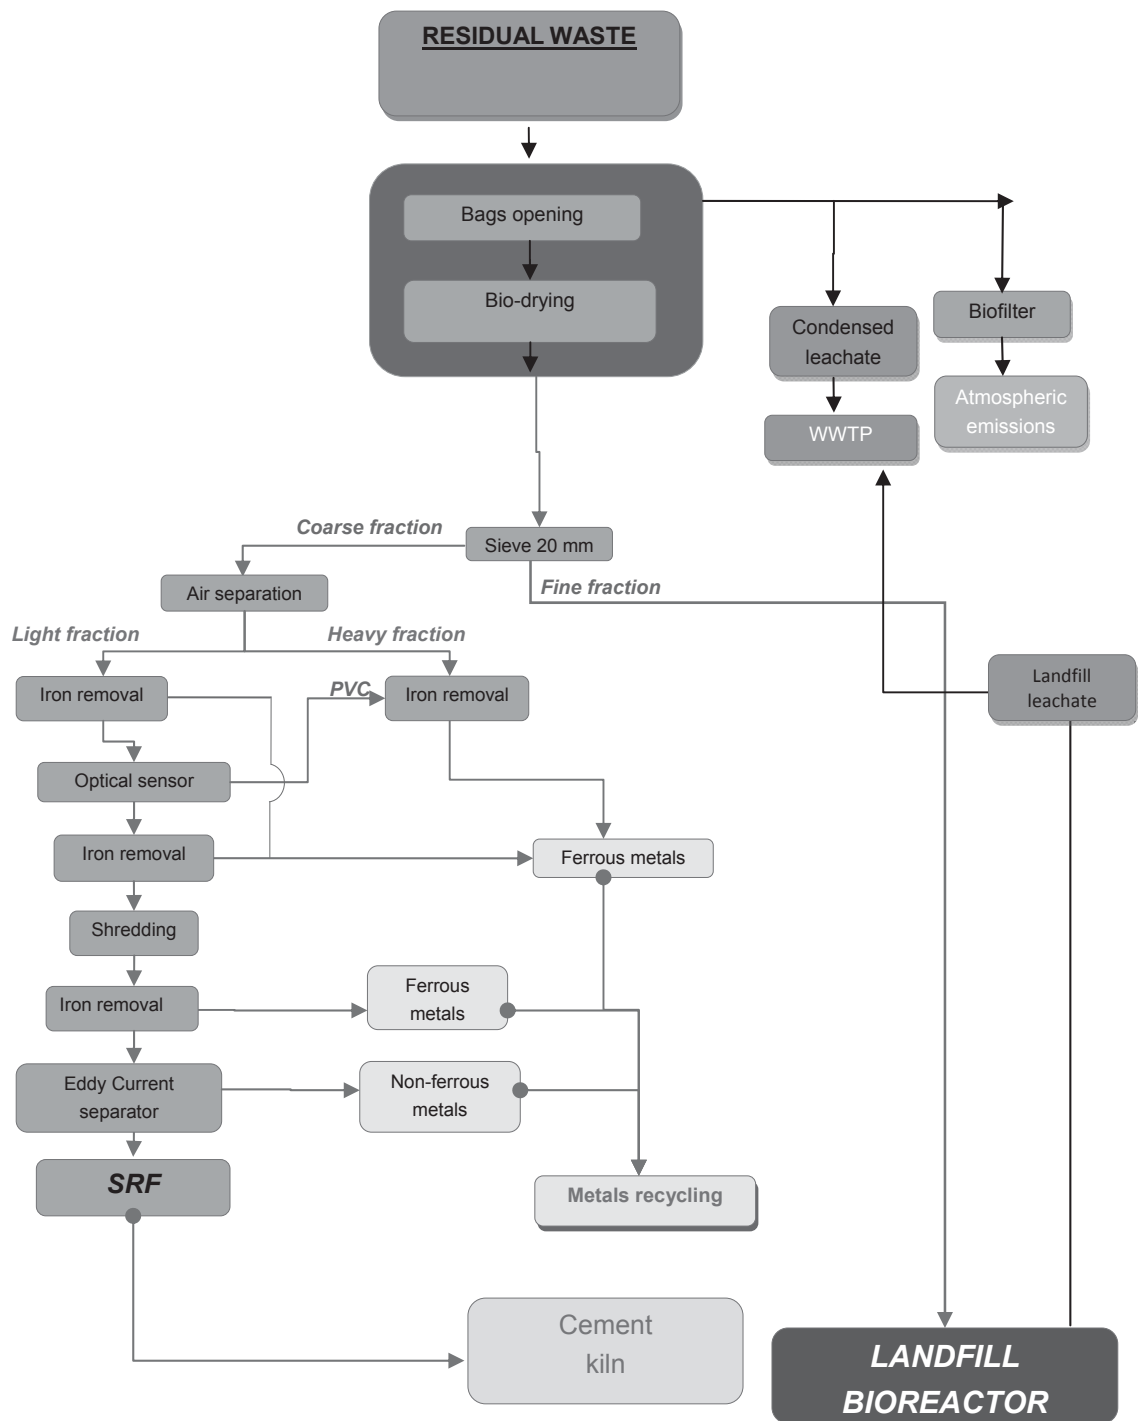 RESIDUAL WASTE
Bags opening
Bio-drying
Condensed
leachate
Biofilter
WWTP
Atmospheric
emissions
Coarse fraction
Sieve 20 mm
Air separation
Fine fraction
Light fraction
Heavy fraction
Iron removal
PVC
Iron removal
Landfill
leachate
Optical sensor
Iron removal
Ferrous metals
Shredding
Iron removal
Ferrous
metals
Eddy Current
separator
Non-ferrous
metals
SRF
Metals recycling
Cement
kiln
LANDFILL
BIOREACTOR